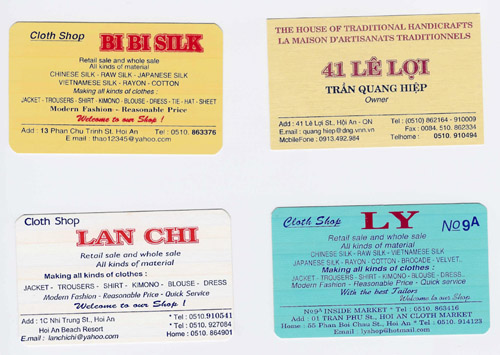 Cloth Shop BI BI SILK
Retail sale and whole sale
All kinds of material
CHINESE SILK - RAW SILK - JAPANESE SILK
VIETNAMESE SILK - RAYON - COTTON
Making all kinds of clothes :
JACKET - TROUSERS - SHIRT - KIMONO - BLOUSE - DRESS - TIE - HAT - SHEET
Modern Fashion - Reasonable Price
Welcome to our Shop !
Add : 13 Phan Chu Trinh St. Hoi An Tel : 0510. 863376
E mail : thao12345@yahoo.com
THE HOUSE OF TRADITIONAL HANDICRAFTS
LA MAISON D'ARTISANATS TRADITIONNELS
41 LÊ LỢI
TRẦN QUANG HIỆP
Owner
Add : 41 Lê Lợi St., Hội An - QN
Tel : (0510) 862164 - 910009
E.mail : quang hiep@dng.vnn.vn
Fax : 0084. 510. 862334
MobileFone : 0913.492.984
Telhome : 0510. 910494
Cloth Shop
LAN CHI
Retail sale and whole sale
All kinds of material
Making all kinds of clothes :
JACKET - TROUSERS - SHIRT - KIMONO - BLOUSE - DRESS
Modern Fashion - Reasonable Price - Quick Service
Welcome to our Shop !
Add : 1C Nhi Trung St., Hoi An
* Tel : 0510.910541
Hoi An Beach Resort
* Tel : 0510. 927084
E.mail : lanchichi@yahoo.com
Home : 0510. 864901
Cloth Shop LY No 9A
Retail sale and whole sale
All kinds of material
CHINESE SILK - RAW SILK - VIETNAMESE SILK
JAPANESE SILK - RAYON - COTTON - BROCADE - VELVET..
Making all kinds of clothes :
JACKET - TROUSERS - SHIRT - KIMONO - BLOUSE - DRESS...
Modern Fashion - Reasonable Price - Quick service
With the best Tailors
Welcome to our Shop
No9A INSIDE MARKET * Tel : 0510. 863416
Add : 01 TRAN PHU St., HOI AN CLOTH MARKET
Home : 55 Phan Boi Chau St., Hoi An * Tel : 0510. 914123
Email : lyshop@hotmail.com